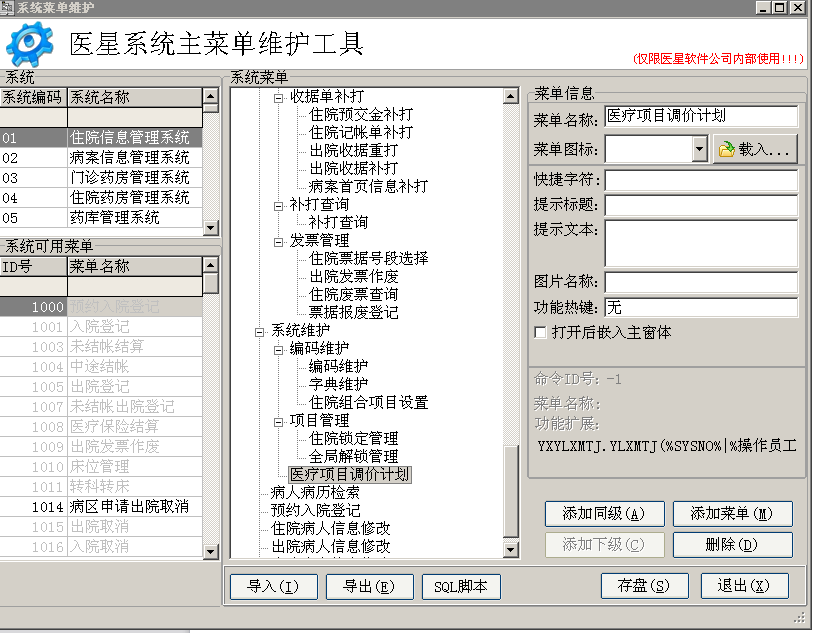 系统菜单维护
医星系统主菜单维护工具
(仅限医星软件公司内部使用!!!)
系统
系统编码 系统名称
01 住院信息管理系统
02 病案信息管理系统
03 门诊药房管理系统
04 住院药房管理系统
05 药库管理系统
系统可用菜单
ID号 菜单名称
1000 预约入院登记
1001 入院登记
1003 未结帐结算
1004 中途结帐
1005 出院登记
1007 未结帐出院登记
1008 医疗保险结算
1009 出院发票作废
1010 床位管理
1011 转科转床
1014 病区申请出院取消
1015 出院取消
1016 入院取消
系统菜单
收据单补打
住院预交金补打
住院记帐单补打
出院收据重打
出院收据补打
病案首页信息补打
补打查询
补打查询
发票管理
住院票据号段选择
出院发票作废
住院废票查询
票据报废登记
系统维护
编码维护
编码维护
字典维护
住院组合项目设置
项目管理
住院锁定管理
全局解锁管理
医疗项目调价计划
病人病历检索
预约入院登记
住院病人信息修改
出院病人信息修改
菜单信息
菜单名称: 医疗项目调价计划
菜单图标: 载入...
快捷字符:
提示标题:
提示文本:
图片名称:
功能热键: 无
打开后嵌入主窗体
命令ID号: -1
菜单名称:
功能扩展:
YXYLXMTJ.YLXMTJ(%SYSNO%|%操作员工
添加同级(A) 添加菜单(M)
添加下级(C) 删除(D)
导入(I) 导出(E) SQL脚本 存盘(S) 退出(X)